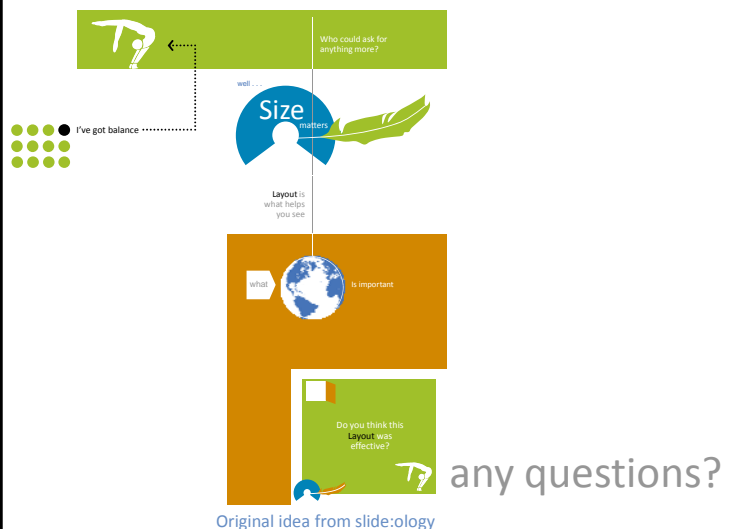 Who could ask for
anything more?
well . . .
Size
matters
I've got balance
Layout is
what helps
you see
what
Is important
Do you think this
Layout was
effective?
any questions?
Original idea from slide:ology